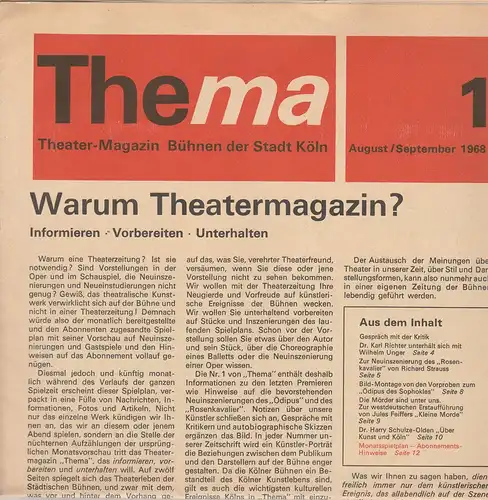 Thema
Theater-Magazin Bühnen der Stadt Köln
1
August/September 1968
Warum Theatermagazin?
Informieren · Vorbereiten · Unterhalten
Warum eine Theaterzeitung? Ist sie
notwendig? Sind Vorstellungen in der
Oper und im Schauspiel, die Neuinsze-
nierungen und Neueinstudierungen nicht
genug? Gewiß, das theatralische Kunst-
werk verwirklicht sich auf der Bühne und
nicht in einer Theaterzeitung! Demnach
würde also der monatlich bereitgestellte
und den Abonnenten zugesandte Spiel-
plan mit seiner Vorschau auf Neuinszenierungen
und Gastspiele und den Hin-
weisen auf das Abonnement vollauf ge-
nügen.
Diesmal jedoch und künftig monat-
lich während des Verlaufs der ganzen
Spielzeit erscheint dieser Spielplan, ver-
packt in eine Fülle von Nachrichten, In-
formationen, Fotos und Artikeln. Nicht
nur das einzelne Werk kündigen wir Ih-
nen an, das wir an diesem oder jenem
Abend spielen, sondern an die Stelle der
nüchternen Aufzählungen der ursprüng-
lichen Monatsvorschau tritt das Theater-
magazin „Thema", das informieren, vor-
bereiten und unterhalten will. Auf zwölf
Seiten spiegelt sich das Theaterleben der
Städtischen Bühnen, und zwar mit dem,
was vor und hinter dem Vorhang ge-
auf das, was Sie, verehrter Theaterfreund,
versäumen, wenn Sie diese oder jene
Vorstellung nicht zu sehen bekommen.
Wir wollen mit der Theaterzeitung Ihre
Neugierde und Vorfreude auf künstleri-
sche Ereignisse der Bühne wecken.
Wir wollen Sie unterhaltend vorbereiten
auf Stücke und Inszenierungen des lau-
fenden Spielplans. Schon vor der Vor-
stellung sollen Sie etwas über den Autor
und sein Stück, über die Choreographie
eines Balletts oder die Neuinszenierung
einer Oper wissen.
Die Nr. 1 von „Thema" enthält deshalb
Informationen zu den letzten Premieren
wie Hinweise auf die bevorstehenden
Neuinszenierungen des „Ödipus" und des
„Rosenkavalier". Notizen über unsere
Künstler schließen sich an, Gespräche mit
Kritikern und autobiographische Skizzen
ergänzen das Bild. In jeder Nummer un-
serer Zeitung wird ein Künstler-Porträt
die Beziehungen zwischen dem Publikum
und den Darstellern auf der Bühne enger
gestalten. Da die Kölner Bühnen ein Be-
standteil des Kölner Kunstlebens sind,
ist es auch die wichtigsten kulturellen
Der Austausch der Meinungen über
Theater in unserer Zeit, über Stil und Dar-
stellungsformen, kann also nunmehr auch
in einer eigenen Zeitung der Bühnen
lebendig geführt werden.
Aus dem Inhalt
Gespräch mit der Kritik
Dr. Karl Richter unterhält sich mit
Wilhelm Unger Seite 4
Zur Neuinszenierung des „Rosen-
kavalier" von Richard Strauss
Seite 6
Bild-Montage von den Vorproben zum
„Ödipus des Sophokles" Seite 8
Die Mörder sind unter uns.
Zur westdeutschen Erstaufführung
von Jules Feiffers „Kleine Morde"
Seite 9
Dr. Harry Schulze-Olden „Über
Kunst und Köln" Seite 10
Monatsspielplan – Abonnements-
Hinweise Seite 12
Was wir Ihnen zu sagen haben, dien
freilich immer nur dem künstlerischen